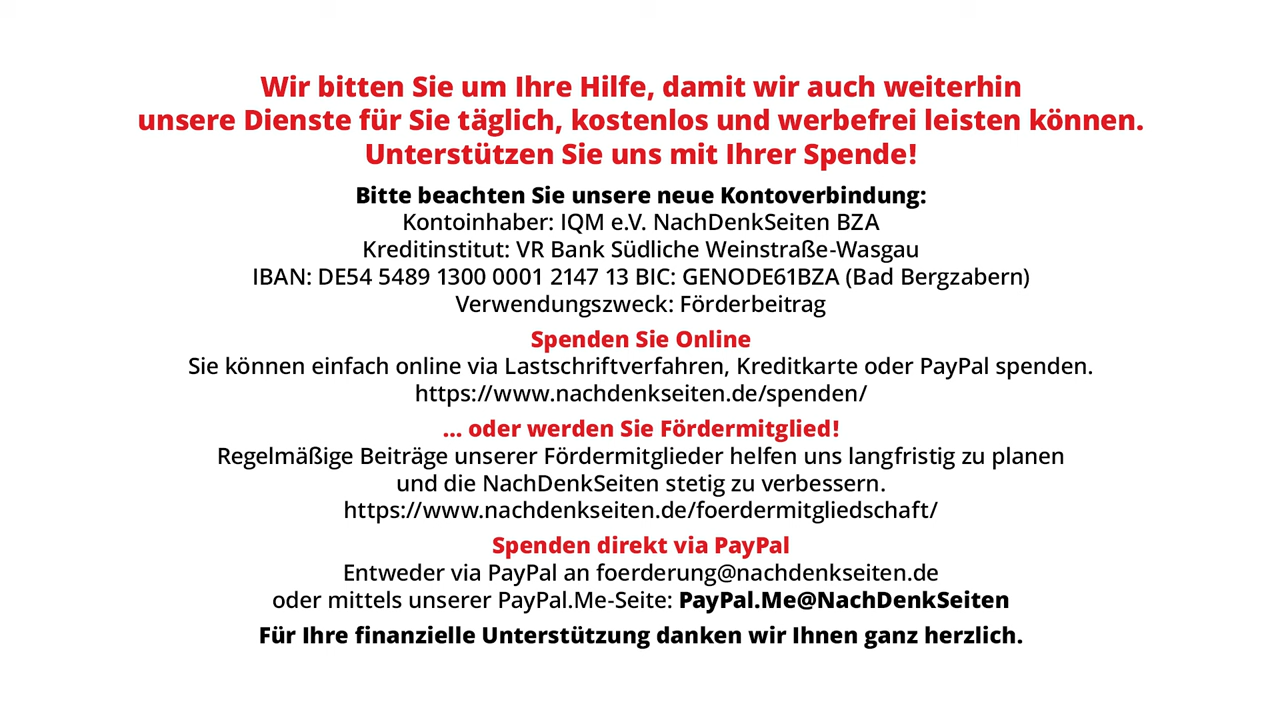 Wir bitten Sie um Ihre Hilfe, damit wir auch weiterhin
unsere Dienste für Sie täglich, kostenlos und werbefrei leisten können.
Unterstützen Sie uns mit Ihrer Spende!
Bitte beachten Sie unsere neue Kontoverbindung:
Kontoinhaber: IQM e.V. NachDenkSeiten BZA
Kreditinstitut: VR Bank Südliche Weinstraße-Wasgau
IBAN: DE54 5489 1300 0001 2147 13 BIC: GENODE61BZA (Bad Bergzabern)
Verwendungszweck: Förderbeitrag
Spenden Sie Online
Sie können einfach online via Lastschriftverfahren, Kreditkarte oder PayPal spenden.
https://www.nachdenkseiten.de/spenden/
... oder werden Sie Fördermitglied!
Regelmäßige Beiträge unserer Fördermitglieder helfen uns langfristig zu planen
und die NachDenkSeiten stetig zu verbessern.
https://www.nachdenkseiten.de/foerdermitgliedschaft/
Spenden direkt via PayPal
Entweder via PayPal an foerderung@nachdenkseiten.de
oder mittels unserer PayPal.Me-Seite: PayPal.Me@NachDenkSeiten
Für Ihre finanzielle Unterstützung danken wir Ihnen ganz herzlich.